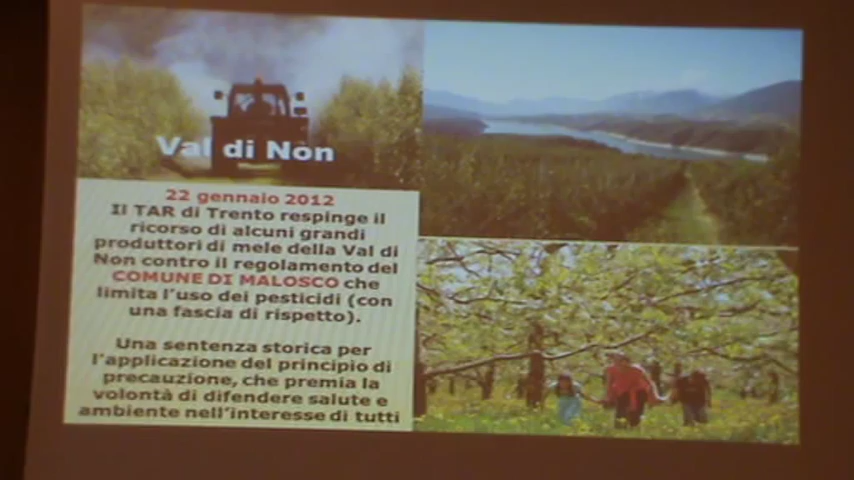 Val di Non
22 gennaio 2012
Il TAR di Trento respinge il
ricorso di alcuni grandi
produttori di mele della Val di
Non contro il regolamento del
COMUNE DI MALOSCO che
limita l'uso dei pesticidi (con
una fascia di rispetto).
Una sentenza storica per
l'applicazione del principio di
precauzione, che premia la
volontà di difendere salute e
ambiente nell'interesse di tutti